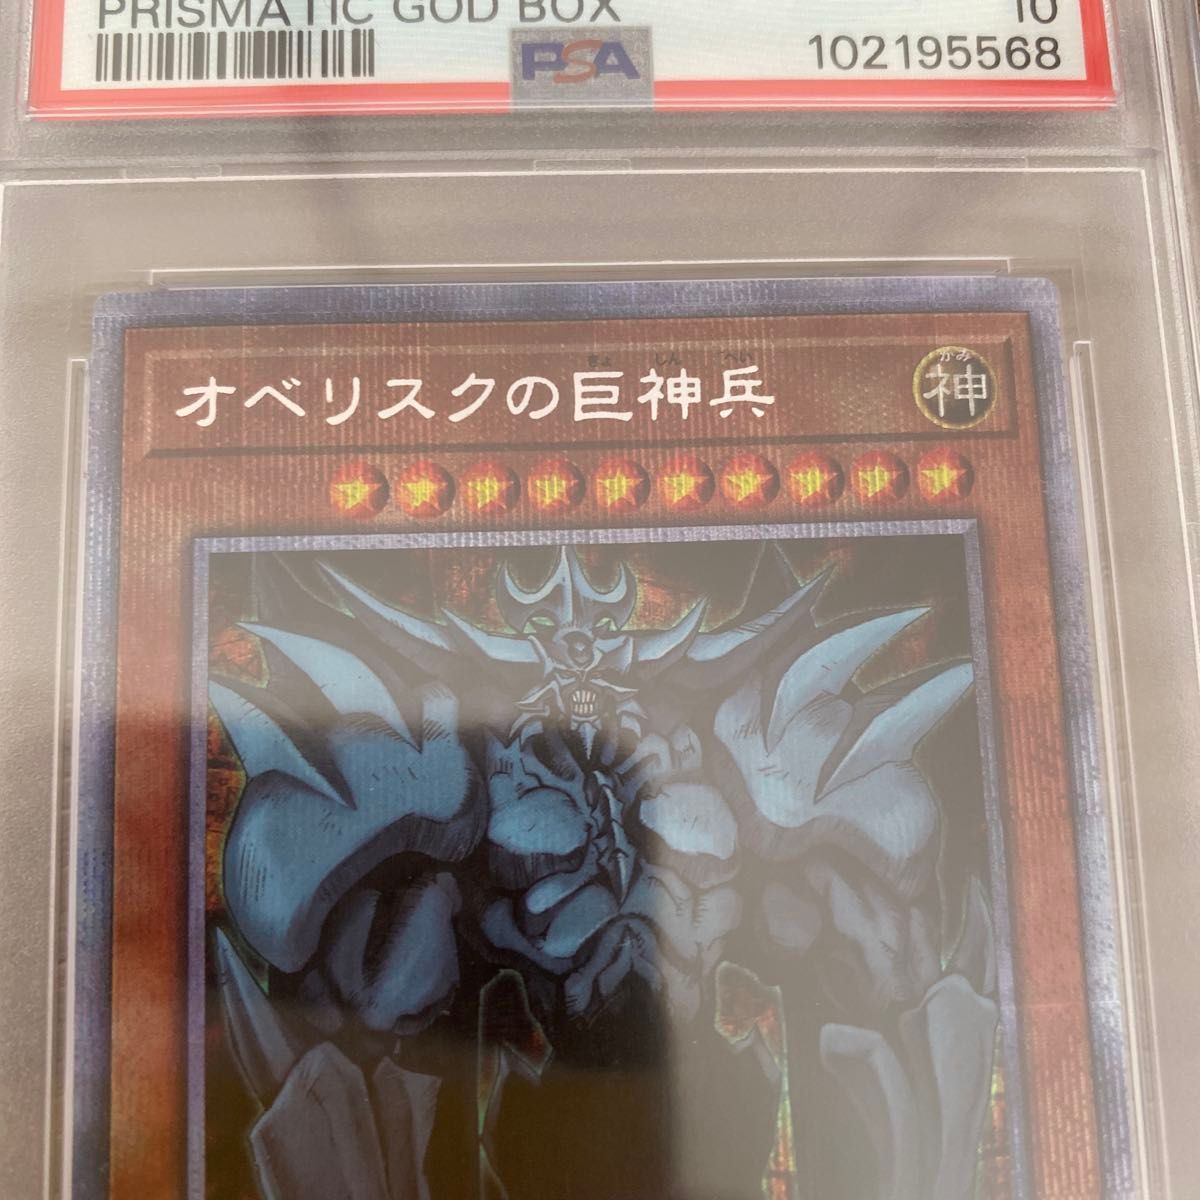 PRISMATIC GOD BOX
10
PSA
102195568
きょ しん へい
オベリスクの巨神兵
かみ
神